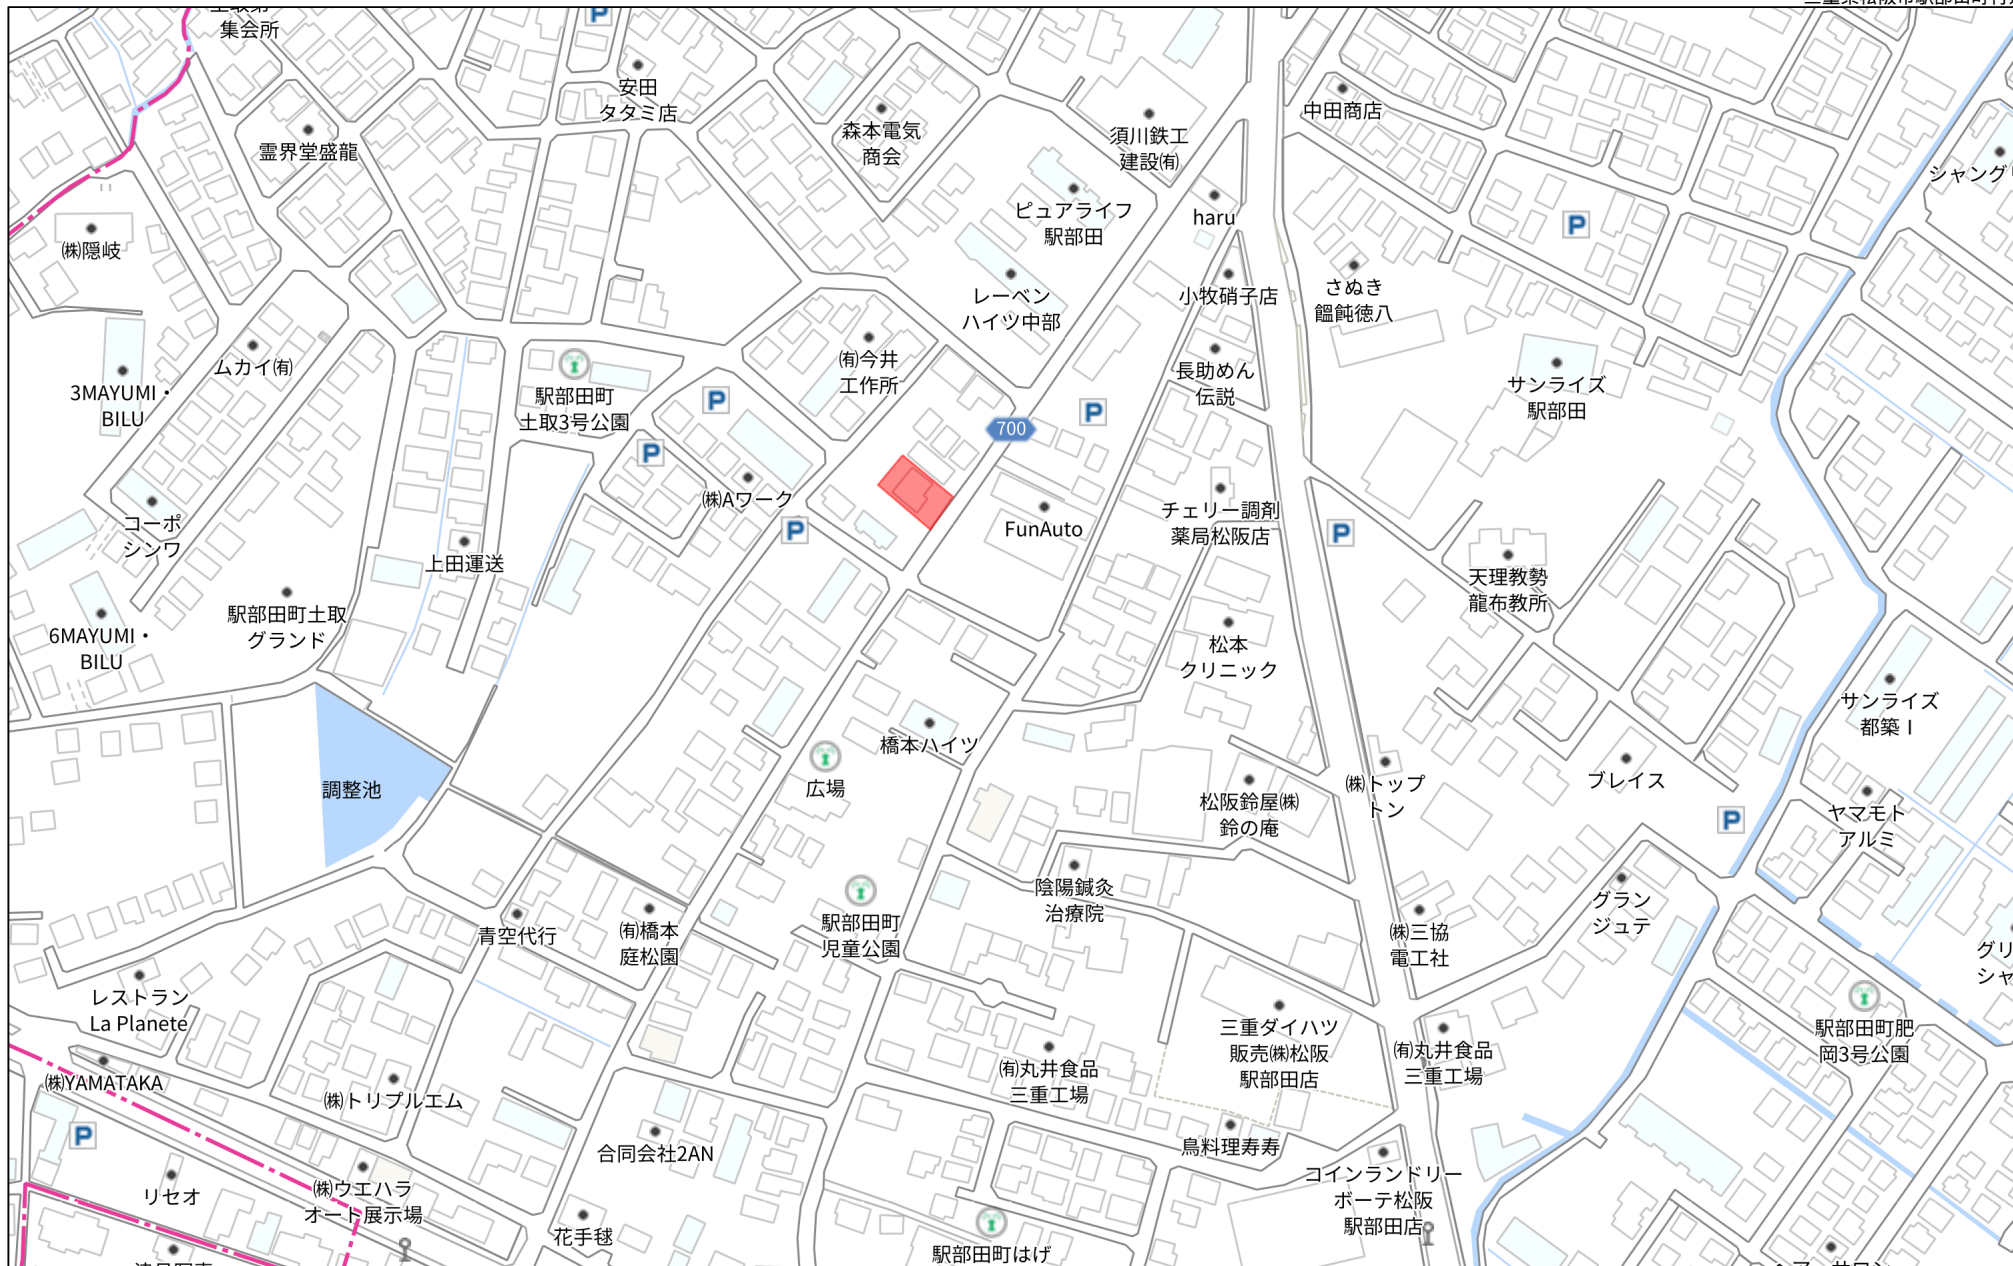 集会所
安田
タタミ店
霊界堂盛龍
森本電気
商会
須川鉄工
建設㈲
中田商店
シャング
㈱隠岐
ピュアライフ
駅部田
haru
レーベン
ハイツ中部
小牧硝子店
さぬき
饂飩徳八
3MAYUMI・
BILU
ムカイ㈲
駅部田町
土取3号公園
㈲今井
工作所
長助めん
伝説
サンライズ
駅部田
700
㈱Aワーク
FunAuto
チェリー調剤
薬局松阪店
コーポ
シンワ
上田運送
天理教勢
龍布教所
駅部田町土取
グランド
6MAYUMI・
BILU
松本
クリニック
サンライズ
都築Ⅰ
橋本ハイツ
広場
調整池
松阪鈴屋㈱
鈴の庵
㈱トップ
トン
ブレイス
ヤマモト
アルミ
陰陽鍼灸
治療院
グラン
ジュテ
青空代行
㈲橋本
庭松園
駅部田町
児童公園
㈱三協
電工社
グリ
シャ
レストラン
La Planete
三重ダイハツ
販売㈱松阪
駅部田店
㈲丸井食品
三重工場
㈲丸井食品
三重工場
駅部田町肥
岡3号公園
㈱YAMATAKA
㈱トリプルエム
合同会社2AN
鳥料理寿寿
コインランドリー
ボーテ松阪
駅部田店
リセオ
㈱ウエハラ
オート展示場
花手毬
駅部田町はげ
P
P
P
P
P
P
P
P
P